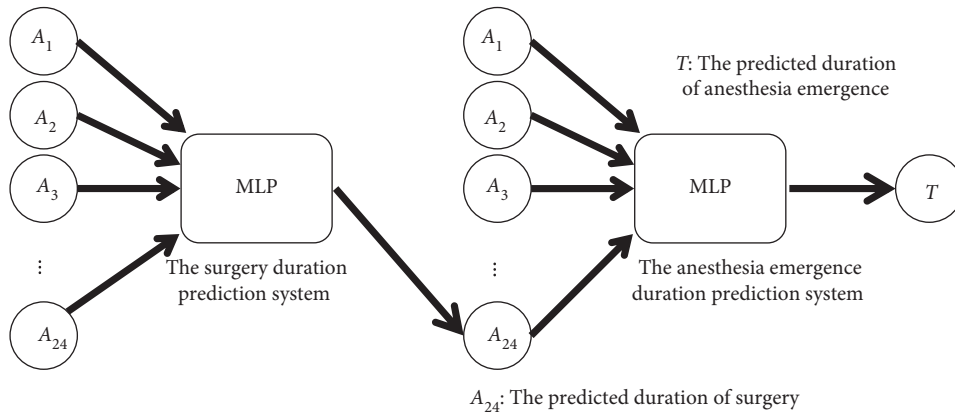 A₁
A₂
A₃
⋮
A₂₄
MLP
The surgery duration
prediction system
A₁
A₂
A₃
⋮
A₂₄
MLP
The anesthesia emergence
duration prediction system
T
T: The predicted duration
of anesthesia emergence
A₂₄: The predicted duration of surgery